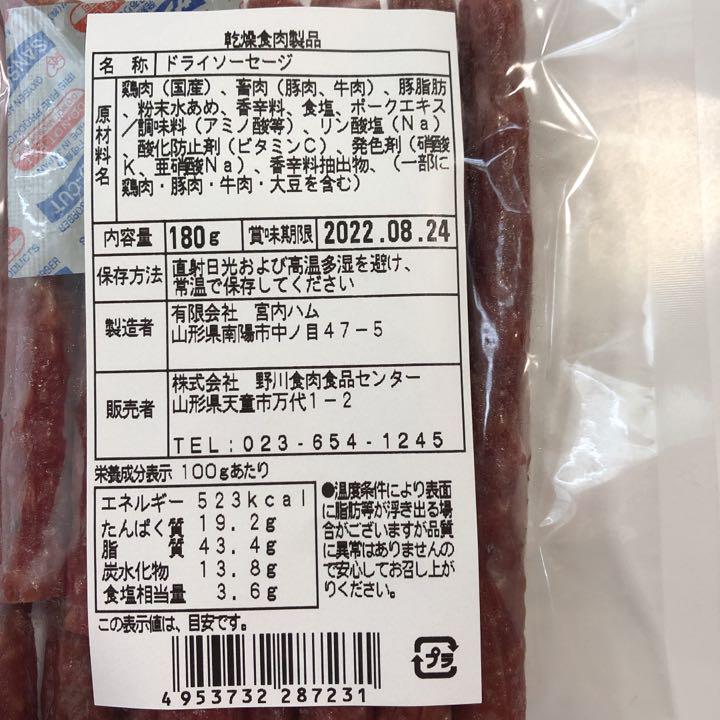 乾燥食肉製品
名称 ドライソーセージ
原材料名
鶏肉（国産）、畜肉（豚肉、牛肉）、豚脂肪
、粉末水あめ、香辛料、食塩、ポークエキス
／調味料（アミノ酸等）、リン酸塩（Ｎａ）
、酸化防止剤（ビタミンＣ）、発色剤（硝酸
Ｋ、亜硝酸Ｎａ）、香辛料抽出物、（一部に
鶏肉・豚肉・牛肉・大豆を含む）
内容量 180g 賞味期限 2022.08.24
保存方法 直射日光および高温多湿を避け、
常温で保存してください
製造者 有限会社 宮内ハム
山形県南陽市中ノ目４７－５
販売者 株式会社 野川食肉食品センター
山形県天童市万代１－２
ＴＥＬ：０２３－６５４－１２４５
栄養成分表示 １００ｇあたり
エネルギー ５２３ｋｃａｌ
たんぱく質 １９．２ｇ
脂質 ４３．４ｇ
炭水化物 １３．８ｇ
食塩相当量 ３．６ｇ
この表示値は、目安です。
●温度条件により表面
に脂肪等が浮き出る場
合がございますが品質
に異常はありませんの
で安心してお召し上が
りください。
プラ
4953732 287231